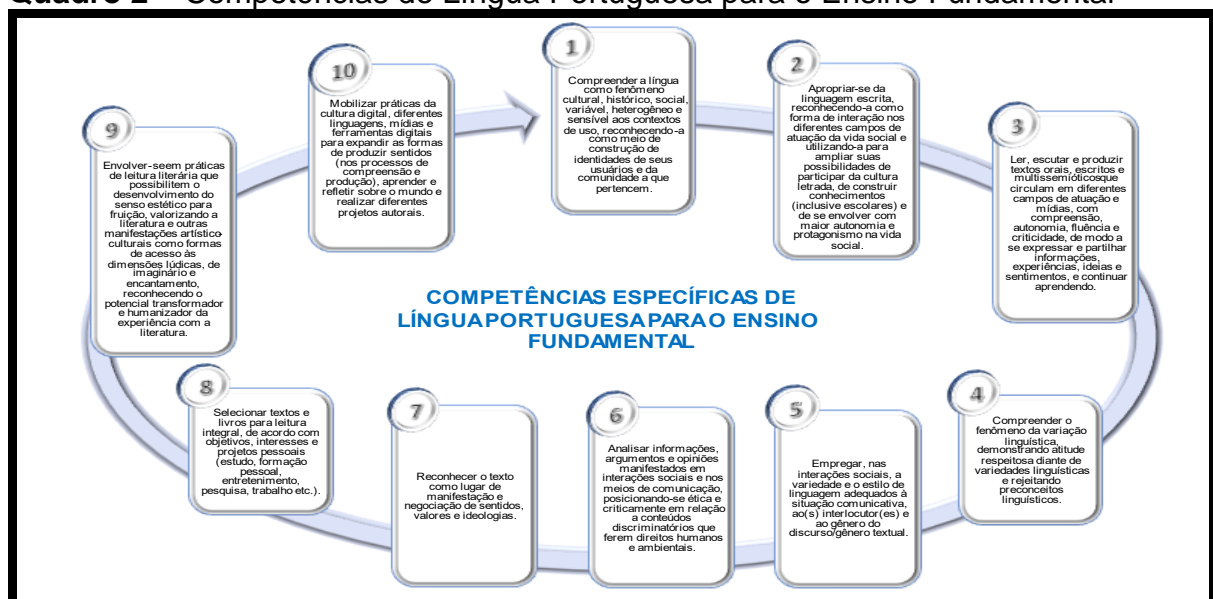 Quadro 2 – Competências de Língua Portuguesa para o Ensino Fundamental
1
Compreender a língua
como fenômeno
cultural, histórico, social,
variável, heterogêneo e
sensível aos contextos
de uso, reconhecendo-a
como meio de
construção de
identidades de seus
usuários e da
comunidade a que
pertencem.
2
Apropriar-se da
linguagem escrita,
reconhecendo-a como
forma de interação nos
diferentes campos de
atuação da vida social e
utilizando-a para
ampliar suas
possibilidades de
participar da cultura
letrada, de construir
conhecimentos
(inclusive escolares) e
de se envolver com
maior autonomia e
protagonismo na vida
social.
3
Ler, escutar e produzir
textos orais, escritos e
multissemióticosque
circulam em diferentes
campos de atuação e
mídias, com
compreensão,
autonomia, fluência e
criticidade, de modo a
se expressar e partilhar
informações,
experiências, ideias e
sentimentos, e continuar
aprendendo.
4
Compreender o
fenômeno da variação
linguística,
demonstrando atitude
respeitosa diante de
variedades linguísticas
e rejeitando
preconceitos
linguísticos.
5
Empregar, nas
interações sociais, a
variedade e o estilo de
linguagem adequados à
situação comunicativa,
ao(s) interlocutor(es) e
ao gênero do
discurso/gênero textual.
6
Analisar informações,
argumentos e opiniões
manifestados em
interações sociais e nos
meios de comunicação,
posicionando-se ética e
criticamente em relação
a conteúdos
discriminatórios que
ferem direitos humanos
e ambientais.
7
Reconhecer o texto
como lugar de
manifestação e
negociação de sentidos,
valores e ideologias.
8
Selecionar textos e
livros para leitura
integral, de acordo com
objetivos, interesses e
projetos pessoais
(estudo, formação
pessoal,
entretenimento,
pesquisa, trabalho etc.).
9
Envolver-seem práticas
de leitura literária que
possibilitem o
desenvolvimento do
senso estético para
fruição, valorizando a
literatura e outras
manifestações artístico-
culturais como formas
de acesso às
dimensões lúdicas, de
imaginário e
encantamento,
reconhecendo o
potencial transformador
e humanizador da
experiência com a
literatura.
10
Mobilizar práticas da
cultura digital, diferentes
linguagens, mídias e
ferramentas digitais
para expandir as formas
de produzir sentidos
(nos processos de
compreensão e
produção), aprender e
refletir sobre o mundo e
realizar diferentes
projetos autorais.
COMPETÊNCIAS ESPECÍFICAS DE
LÍNGUAPORTUGUESAPARAO ENSINO
FUNDAMENTAL